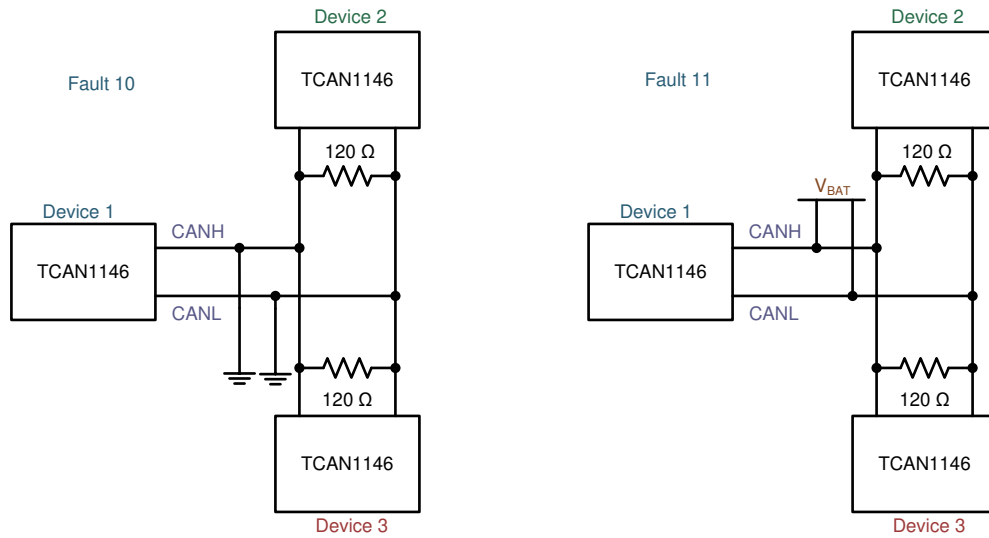 Device 2
TCAN1146
Fault 10
120 Ω
Device 1
CANH
TCAN1146
CANL
120 Ω
TCAN1146
Device 3
Device 2
TCAN1146
Fault 11
120 Ω
VBAT
Device 1
CANH
TCAN1146
CANL
120 Ω
TCAN1146
Device 3